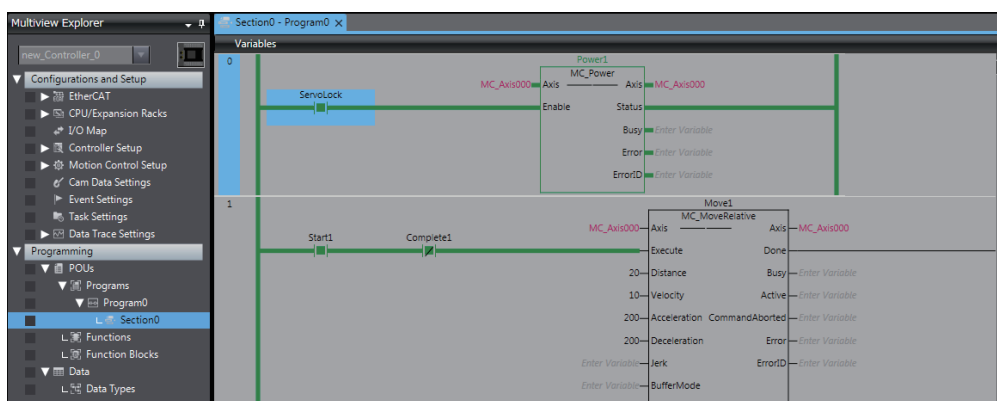 Multiview Explorer
new_Controller_0
Configurations and Setup
EtherCAT
CPU/Expansion Racks
I/O Map
Controller Setup
Motion Control Setup
Cam Data Settings
Event Settings
Task Settings
Data Trace Settings
Programming
POUs
Programs
Program0
Section0
Functions
Function Blocks
Data
Data Types
Section0 - Program0
Variables
0
Power1
MC_Power
MC_Axis000 Axis Axis MC_Axis000
ServoLock
Enable Status
Busy Enter Variable
Error Enter Variable
ErrorID Enter Variable
1
Move1
MC_MoveRelative
MC_Axis000 Axis Axis MC_Axis000
Start1 Complete1
Execute Done
20 Distance Busy Enter Variable
10 Velocity Active Enter Variable
200 Acceleration CommandAborted Enter Variable
200 Deceleration Error Enter Variable
Enter Variable Jerk ErrorID Enter Variable
Enter Variable BufferMode